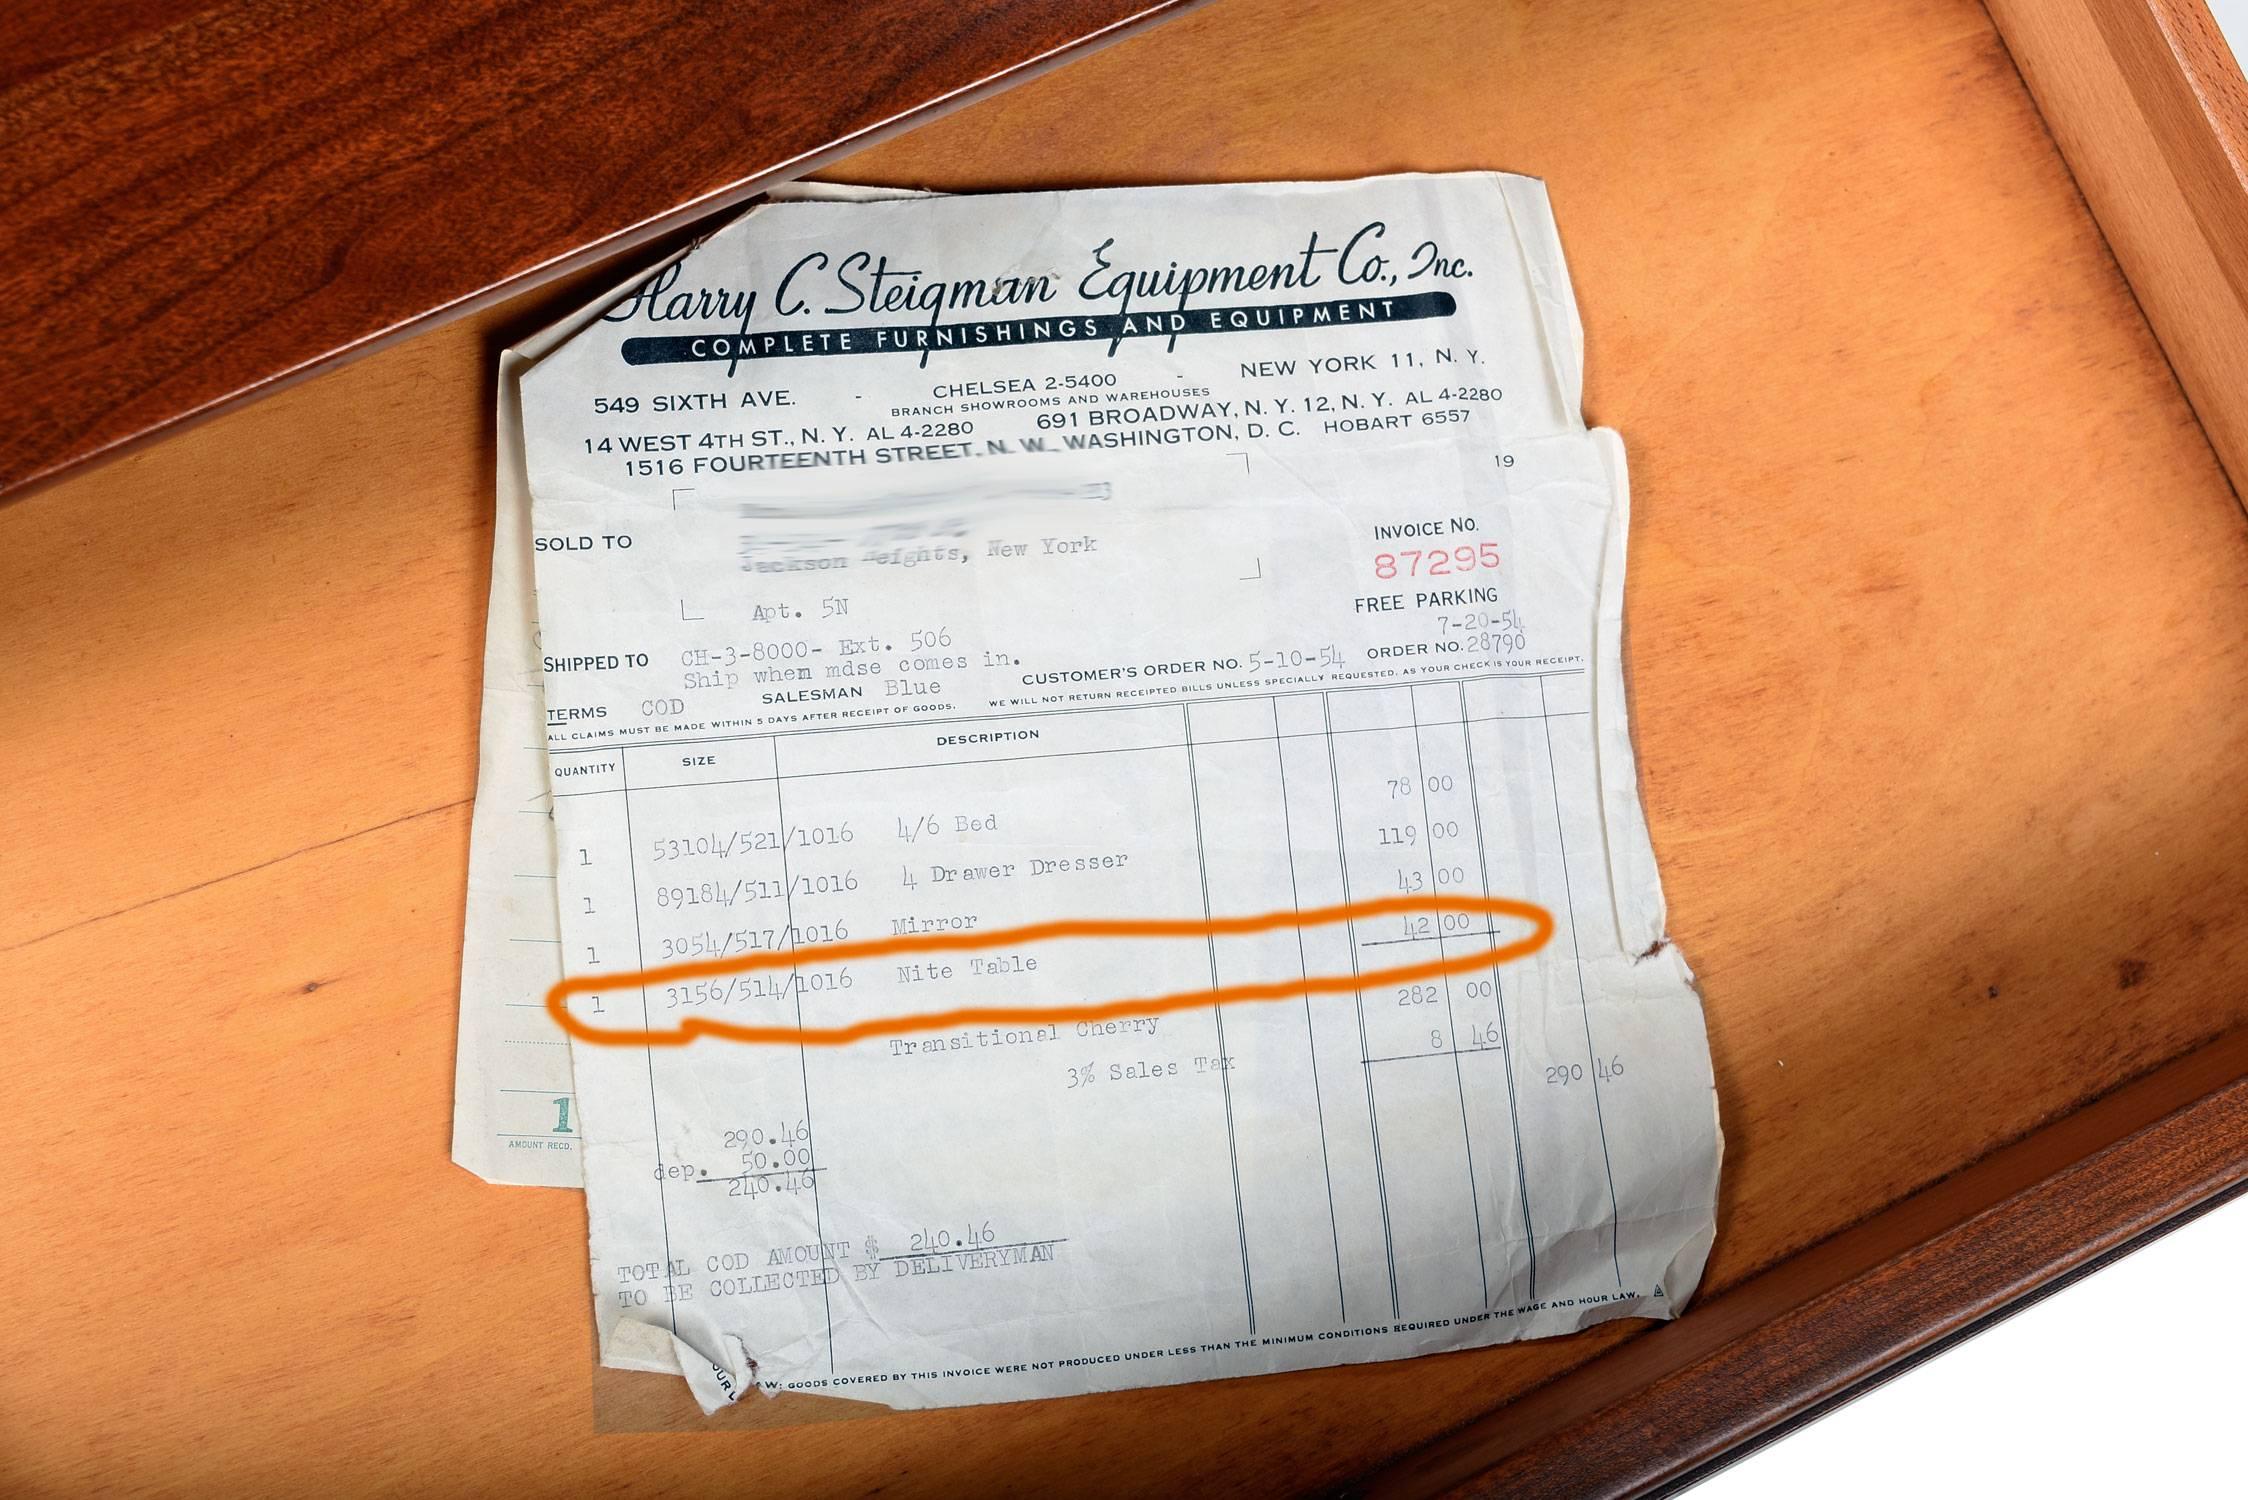 Harry C. Steigman Equipment Co., Inc.
COMPLETE FURNISHINGS AND EQUIPMENT
549 SIXTH AVE. - CHELSEA 2-5400 - NEW YORK 11, N. Y.
BRANCH SHOWROOMS AND WAREHOUSES
14 WEST 4TH ST., N. Y. AL 4-2280 691 BROADWAY, N. Y. 12, N. Y. AL 4-2280
1516 FOURTEENTH STREET, N. W., WASHINGTON, D. C. HOBART 6557
19
SOLD TO
Jackson Heights, New York
Apt. 5N
INVOICE NO.
87295
FREE PARKING
7-20-54
SHIPPED TO CH-3-8000- Ext. 506
Ship whem mdse comes in.
CUSTOMER'S ORDER NO. 5-10-54 ORDER NO. 28790
TERMS COD SALESMAN Blue
ALL CLAIMS MUST BE MADE WITHIN 5 DAYS AFTER RECEIPT OF GOODS. WE WILL NOT RETURN RECEIPTED BILLS UNLESS SPECIALLY REQUESTED, AS YOUR CHECK IS YOUR RECEIPT.
QUANTITY SIZE DESCRIPTION
1 53104/521/1016 4/6 Bed 78 00
1 89184/511/1016 4 Drawer Dresser 119 00
1 3054/517/1016 Mirror 43 00
1 3156/514/1016 Nite Table 42 00
282 00
Transitional Cherry
3% Sales Tax 8 46
290 46
290.46
dep. 50.00
240.46
TOTAL COD AMOUNT $ 240.46
TO BE COLLECTED BY DELIVERYMAN
GOODS COVERED BY THIS INVOICE WERE NOT PRODUCED UNDER LESS THAN THE MINIMUM CONDITIONS REQUIRED UNDER THE WAGE AND HOUR LAW.
1
AMOUNT RECD.